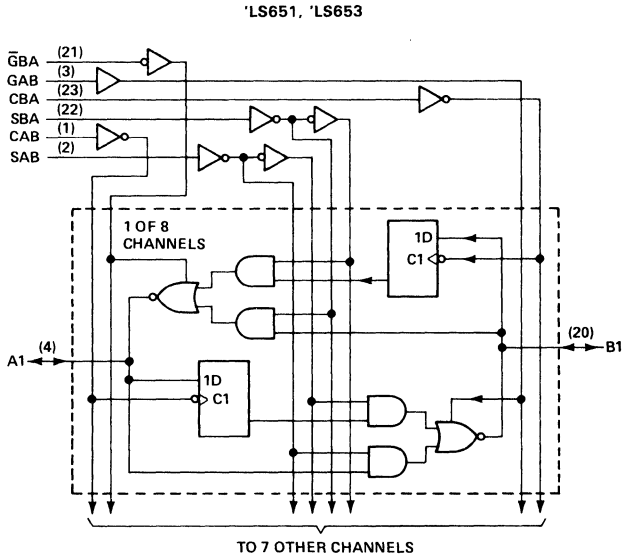 'LS651, 'LS653
G̅BA (21)
GAB (3)
CBA (23)
SBA (22)
CAB (1)
SAB (2)
1 OF 8
CHANNELS
1D
C1
A1 (4)
(20) B1
1D
C1
TO 7 OTHER CHANNELS